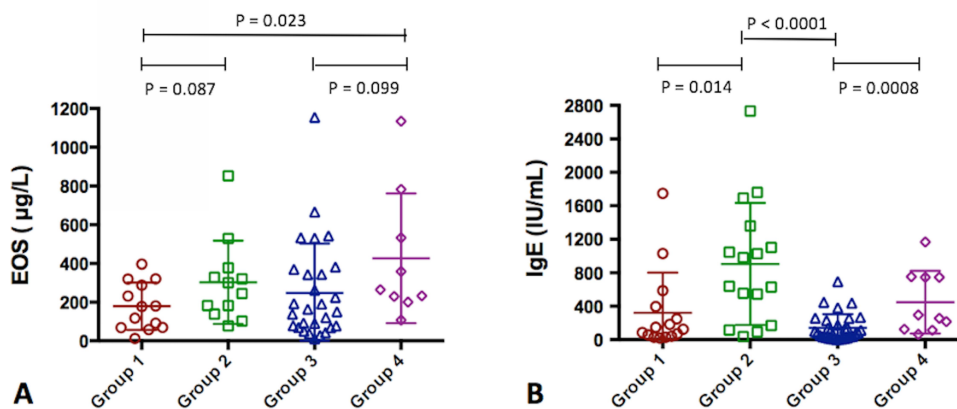 P = 0.023
P = 0.087
P = 0.099
EOS ( µg/L)
1200
1000
800
600
400
200
0
Group 1
Group 2
Group 3
Group 4
A
P < 0.0001
P = 0.014
P = 0.0008
IgE (IU/mL)
2800
2400
2000
1600
1200
800
400
0
Group 1
Group 2
Group 3
Group 4
B